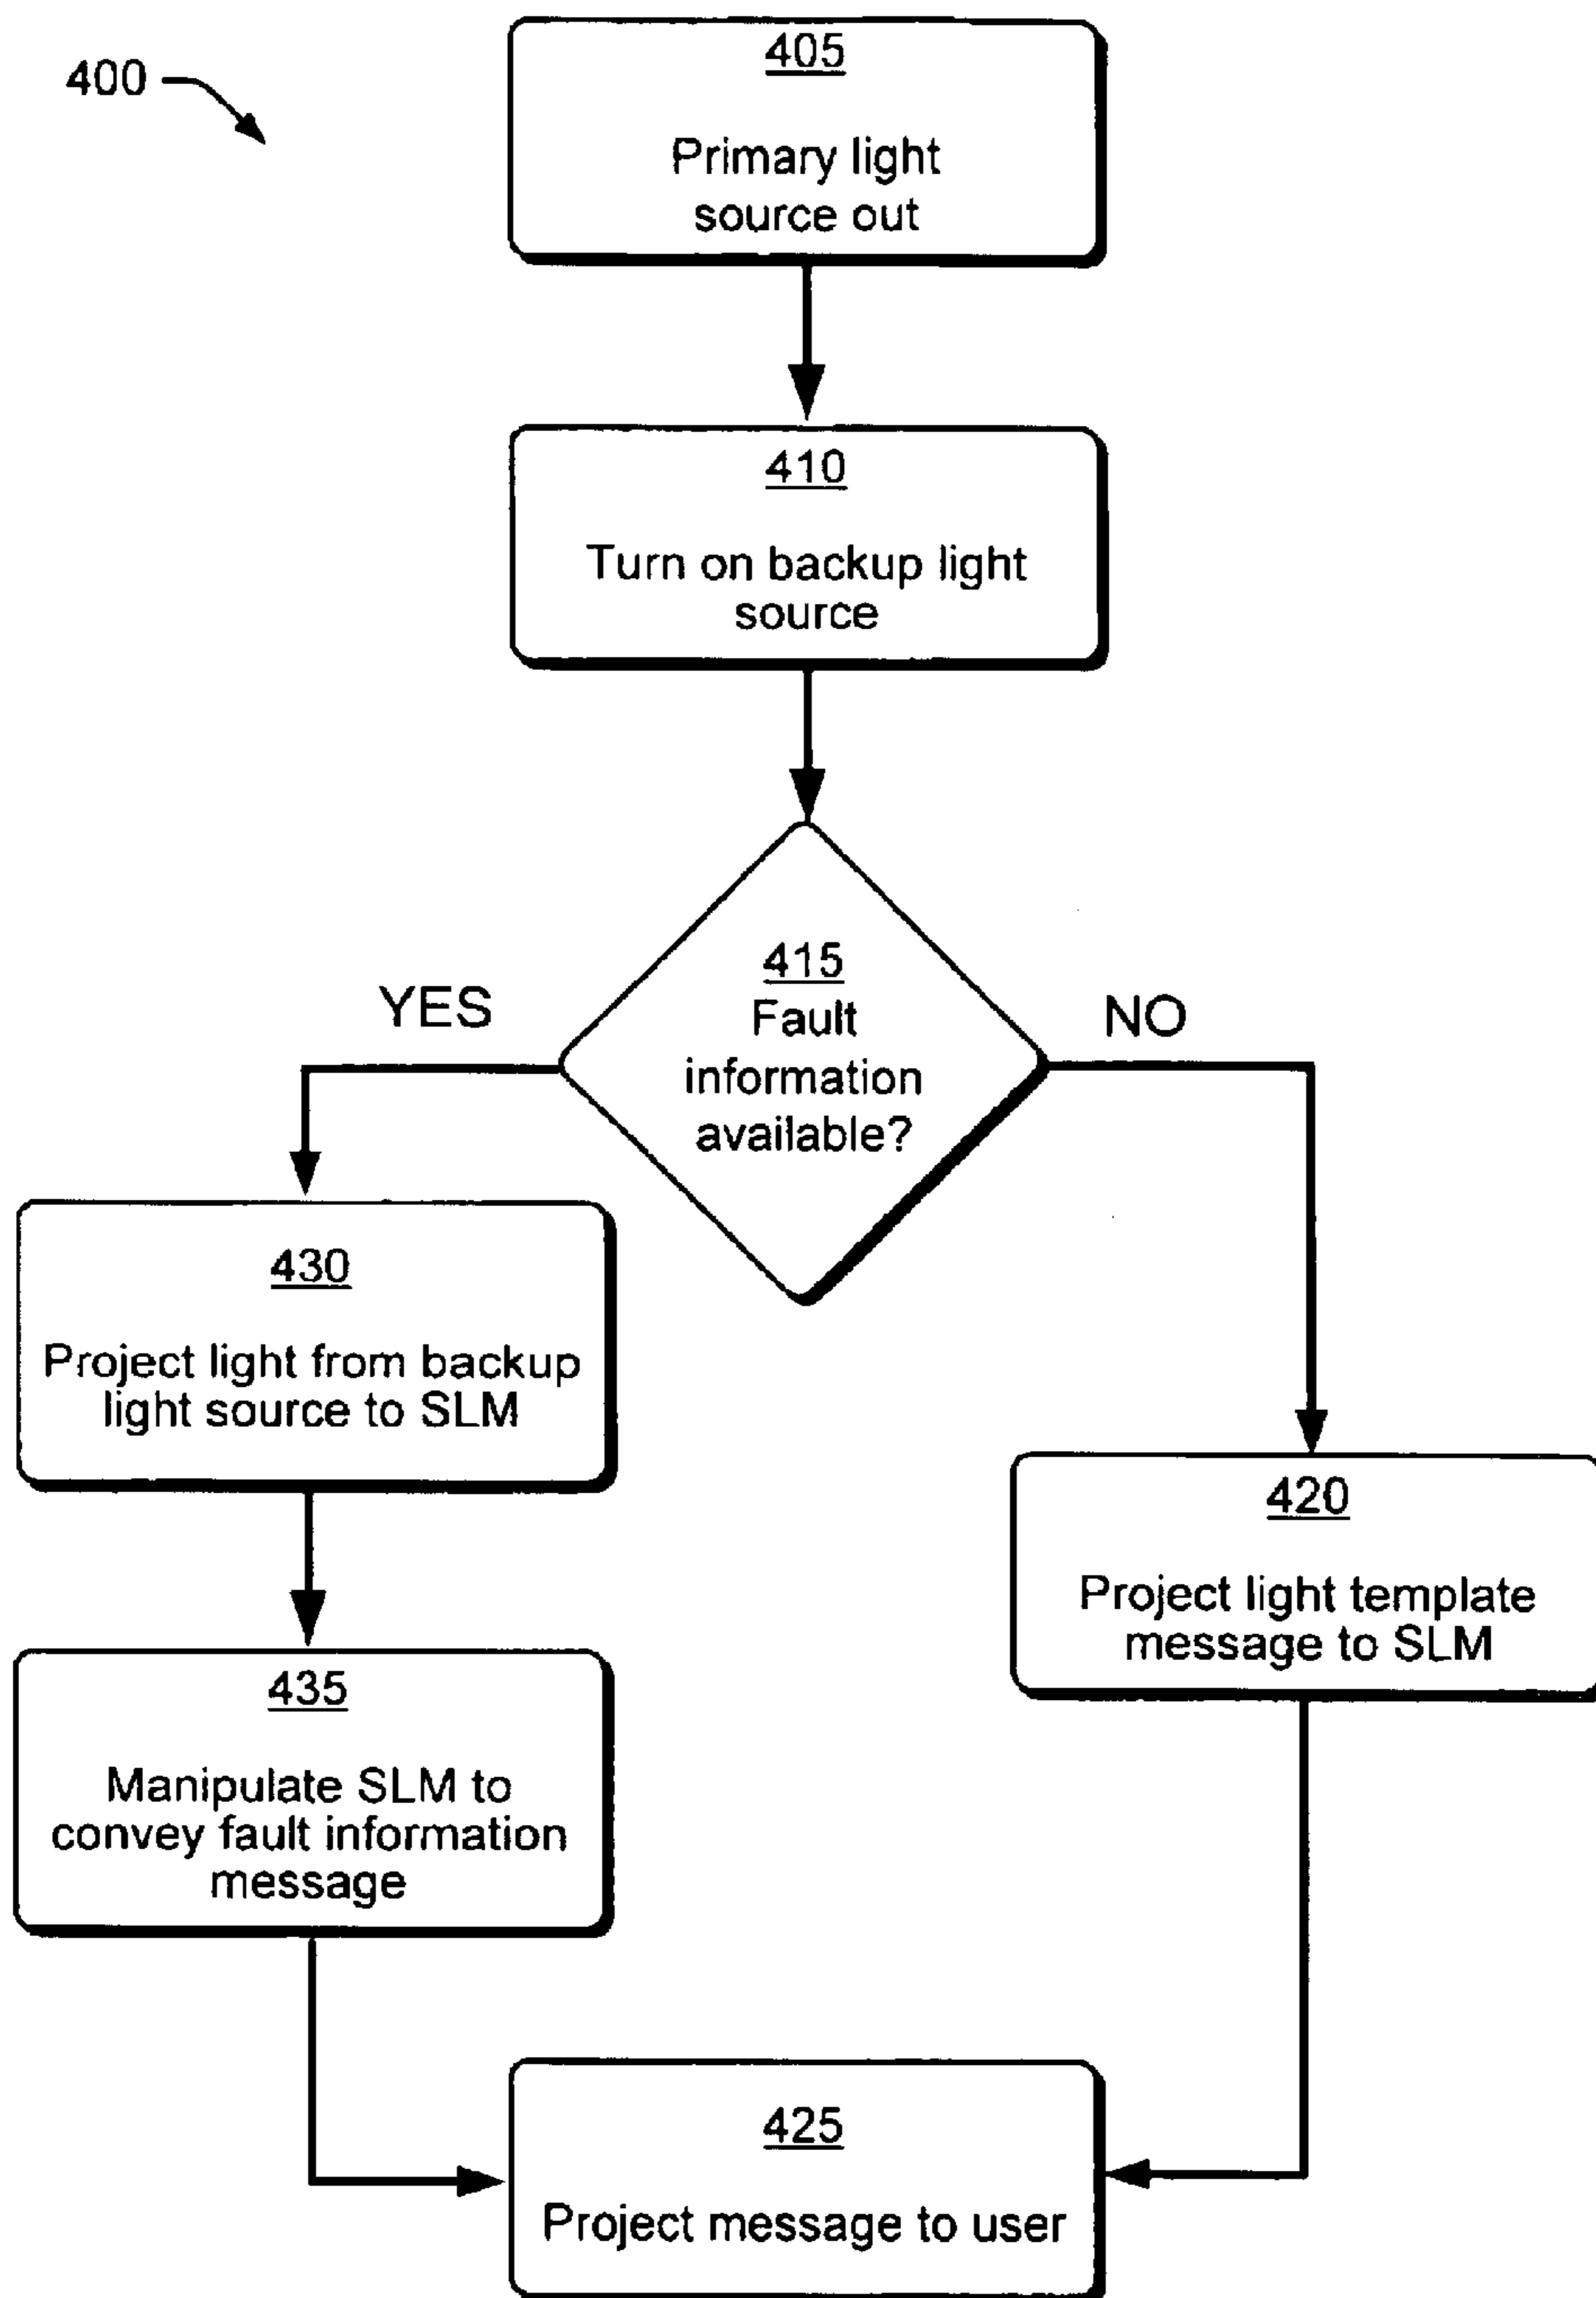 400
405
Primary light
source out
410
Turn on backup light
source
415
Fault
information
available?
YES
NO
430
Project light from backup
light source to SLM
420
Project light template
message to SLM
435
Manipulate SLM to
convey fault information
message
425
Project message to user